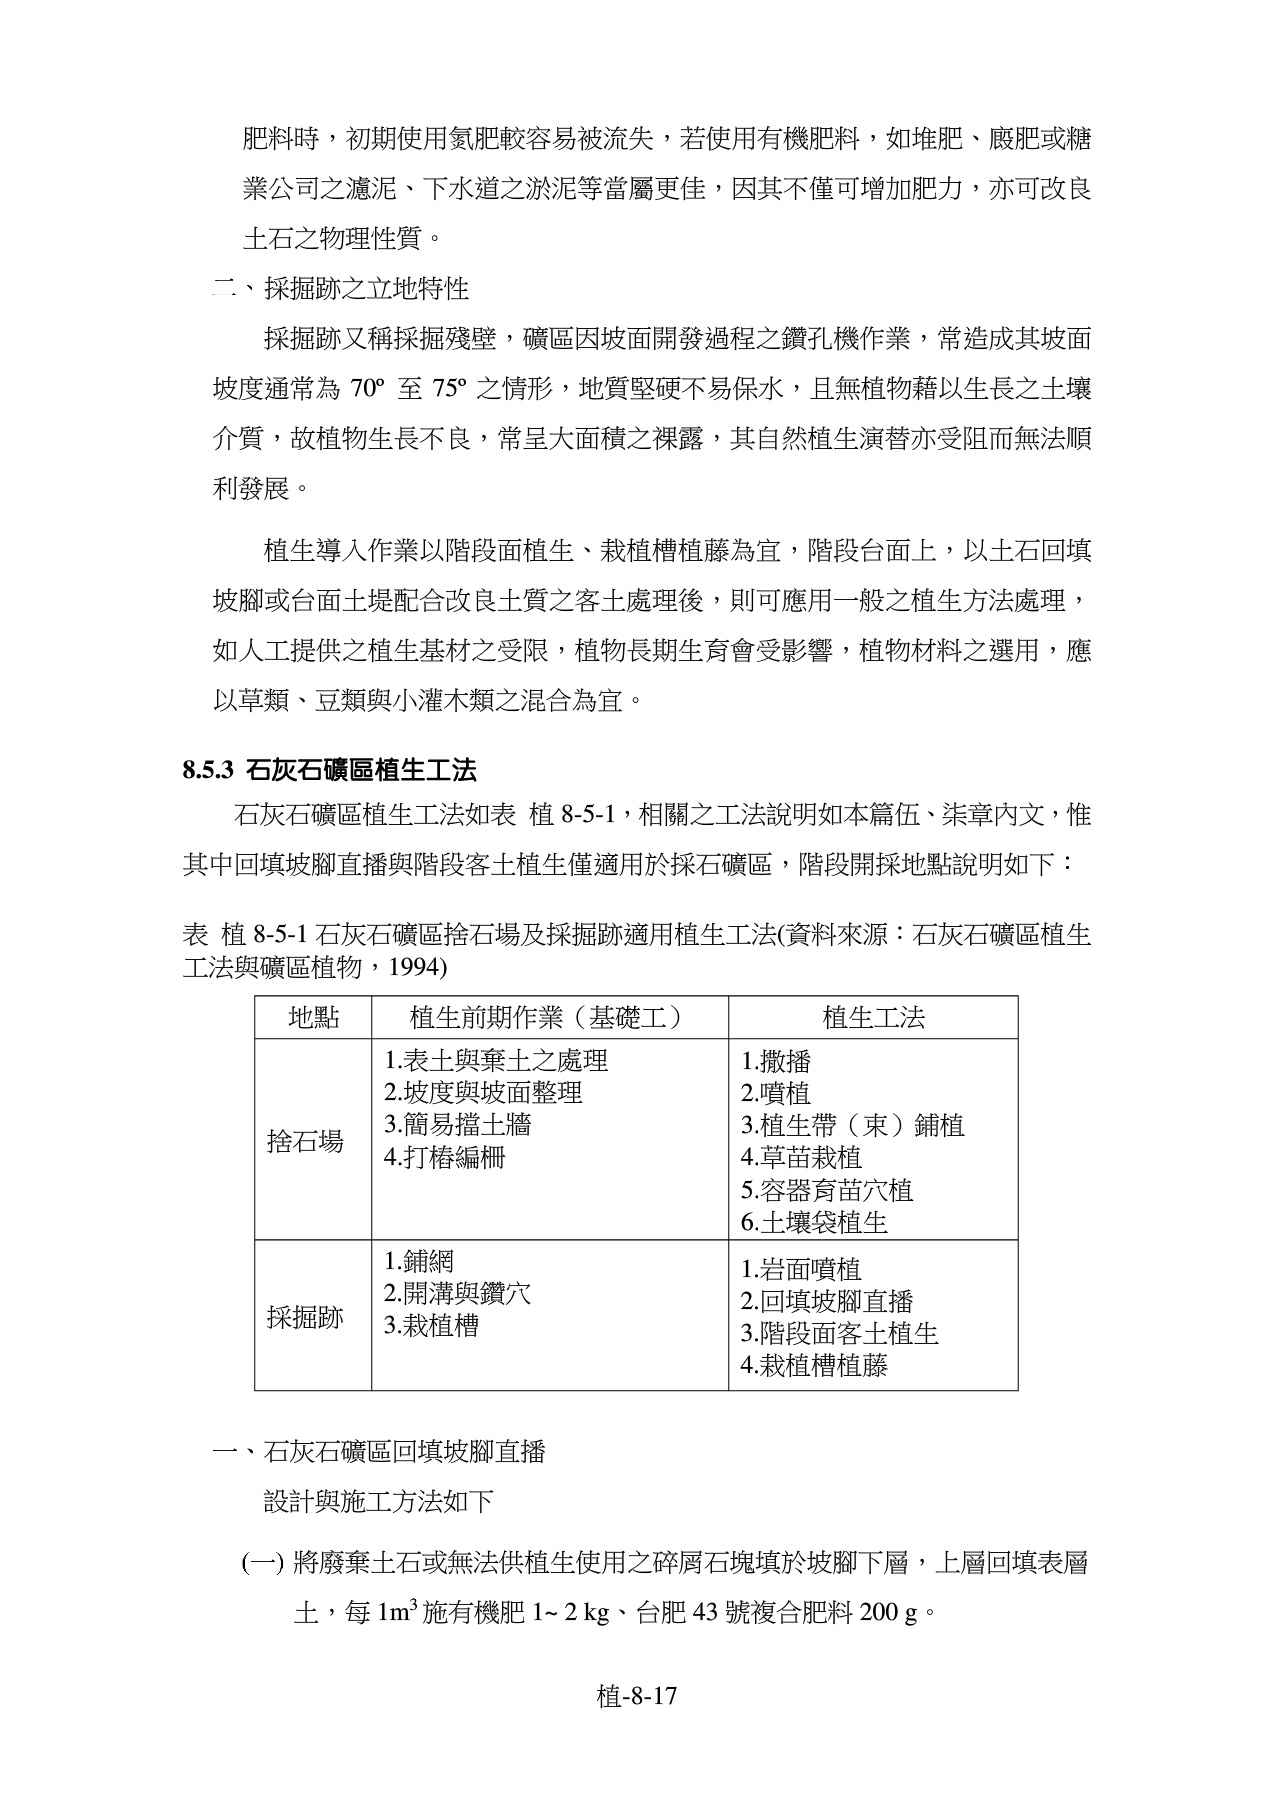 肥料時，初期使用氮肥較容易被流失，若使用有機肥料，如堆肥、廄肥或糖
業公司之濾泥、下水道之淤泥等當屬更佳，因其不僅可增加肥力，亦可改良
土石之物理性質。
二、採掘跡之立地特性
採掘跡又稱採掘殘壁，礦區因坡面開發過程之鑽孔機作業，常造成其坡面
坡度通常為 70º 至 75º 之情形，地質堅硬不易保水，且無植物藉以生長之土壤
介質，故植物生長不良，常呈大面積之裸露，其自然植生演替亦受阻而無法順
利發展。
植生導入作業以階段面植生、栽植槽植藤為宜，階段台面上，以土石回填
坡腳或台面土堤配合改良土質之客土處理後，則可應用一般之植生方法處理，
如人工提供之植生基材之受限，植物長期生育會受影響，植物材料之選用，應
以草類、豆類與小灌木類之混合為宜。
8.5.3 石灰石礦區植生工法
石灰石礦區植生工法如表 植 8-5-1，相關之工法說明如本篇伍、柒章內文，惟
其中回填坡腳直播與階段客土植生僅適用於採石礦區，階段開採地點說明如下：
表 植 8-5-1 石灰石礦區捨石場及採掘跡適用植生工法(資料來源：石灰石礦區植生
工法與礦區植物，1994)
地點 植生前期作業（基礎工） 植生工法
捨石場
1.表土與棄土之處理
2.坡度與坡面整理
3.簡易擋土牆
4.打樁編柵
1.撒播
2.噴植
3.植生帶（束）鋪植
4.草苗栽植
5.容器育苗穴植
6.土壤袋植生
採掘跡
1.鋪網
2.開溝與鑽穴
3.栽植槽
1.岩面噴植
2.回填坡腳直播
3.階段面客土植生
4.栽植槽植藤
一、石灰石礦區回填坡腳直播
設計與施工方法如下
(一) 將廢棄土石或無法供植生使用之碎屑石塊填於坡腳下層，上層回填表層
土，每 1m³ 施有機肥 1~ 2 kg、台肥 43 號複合肥料 200 g。
植-8-17